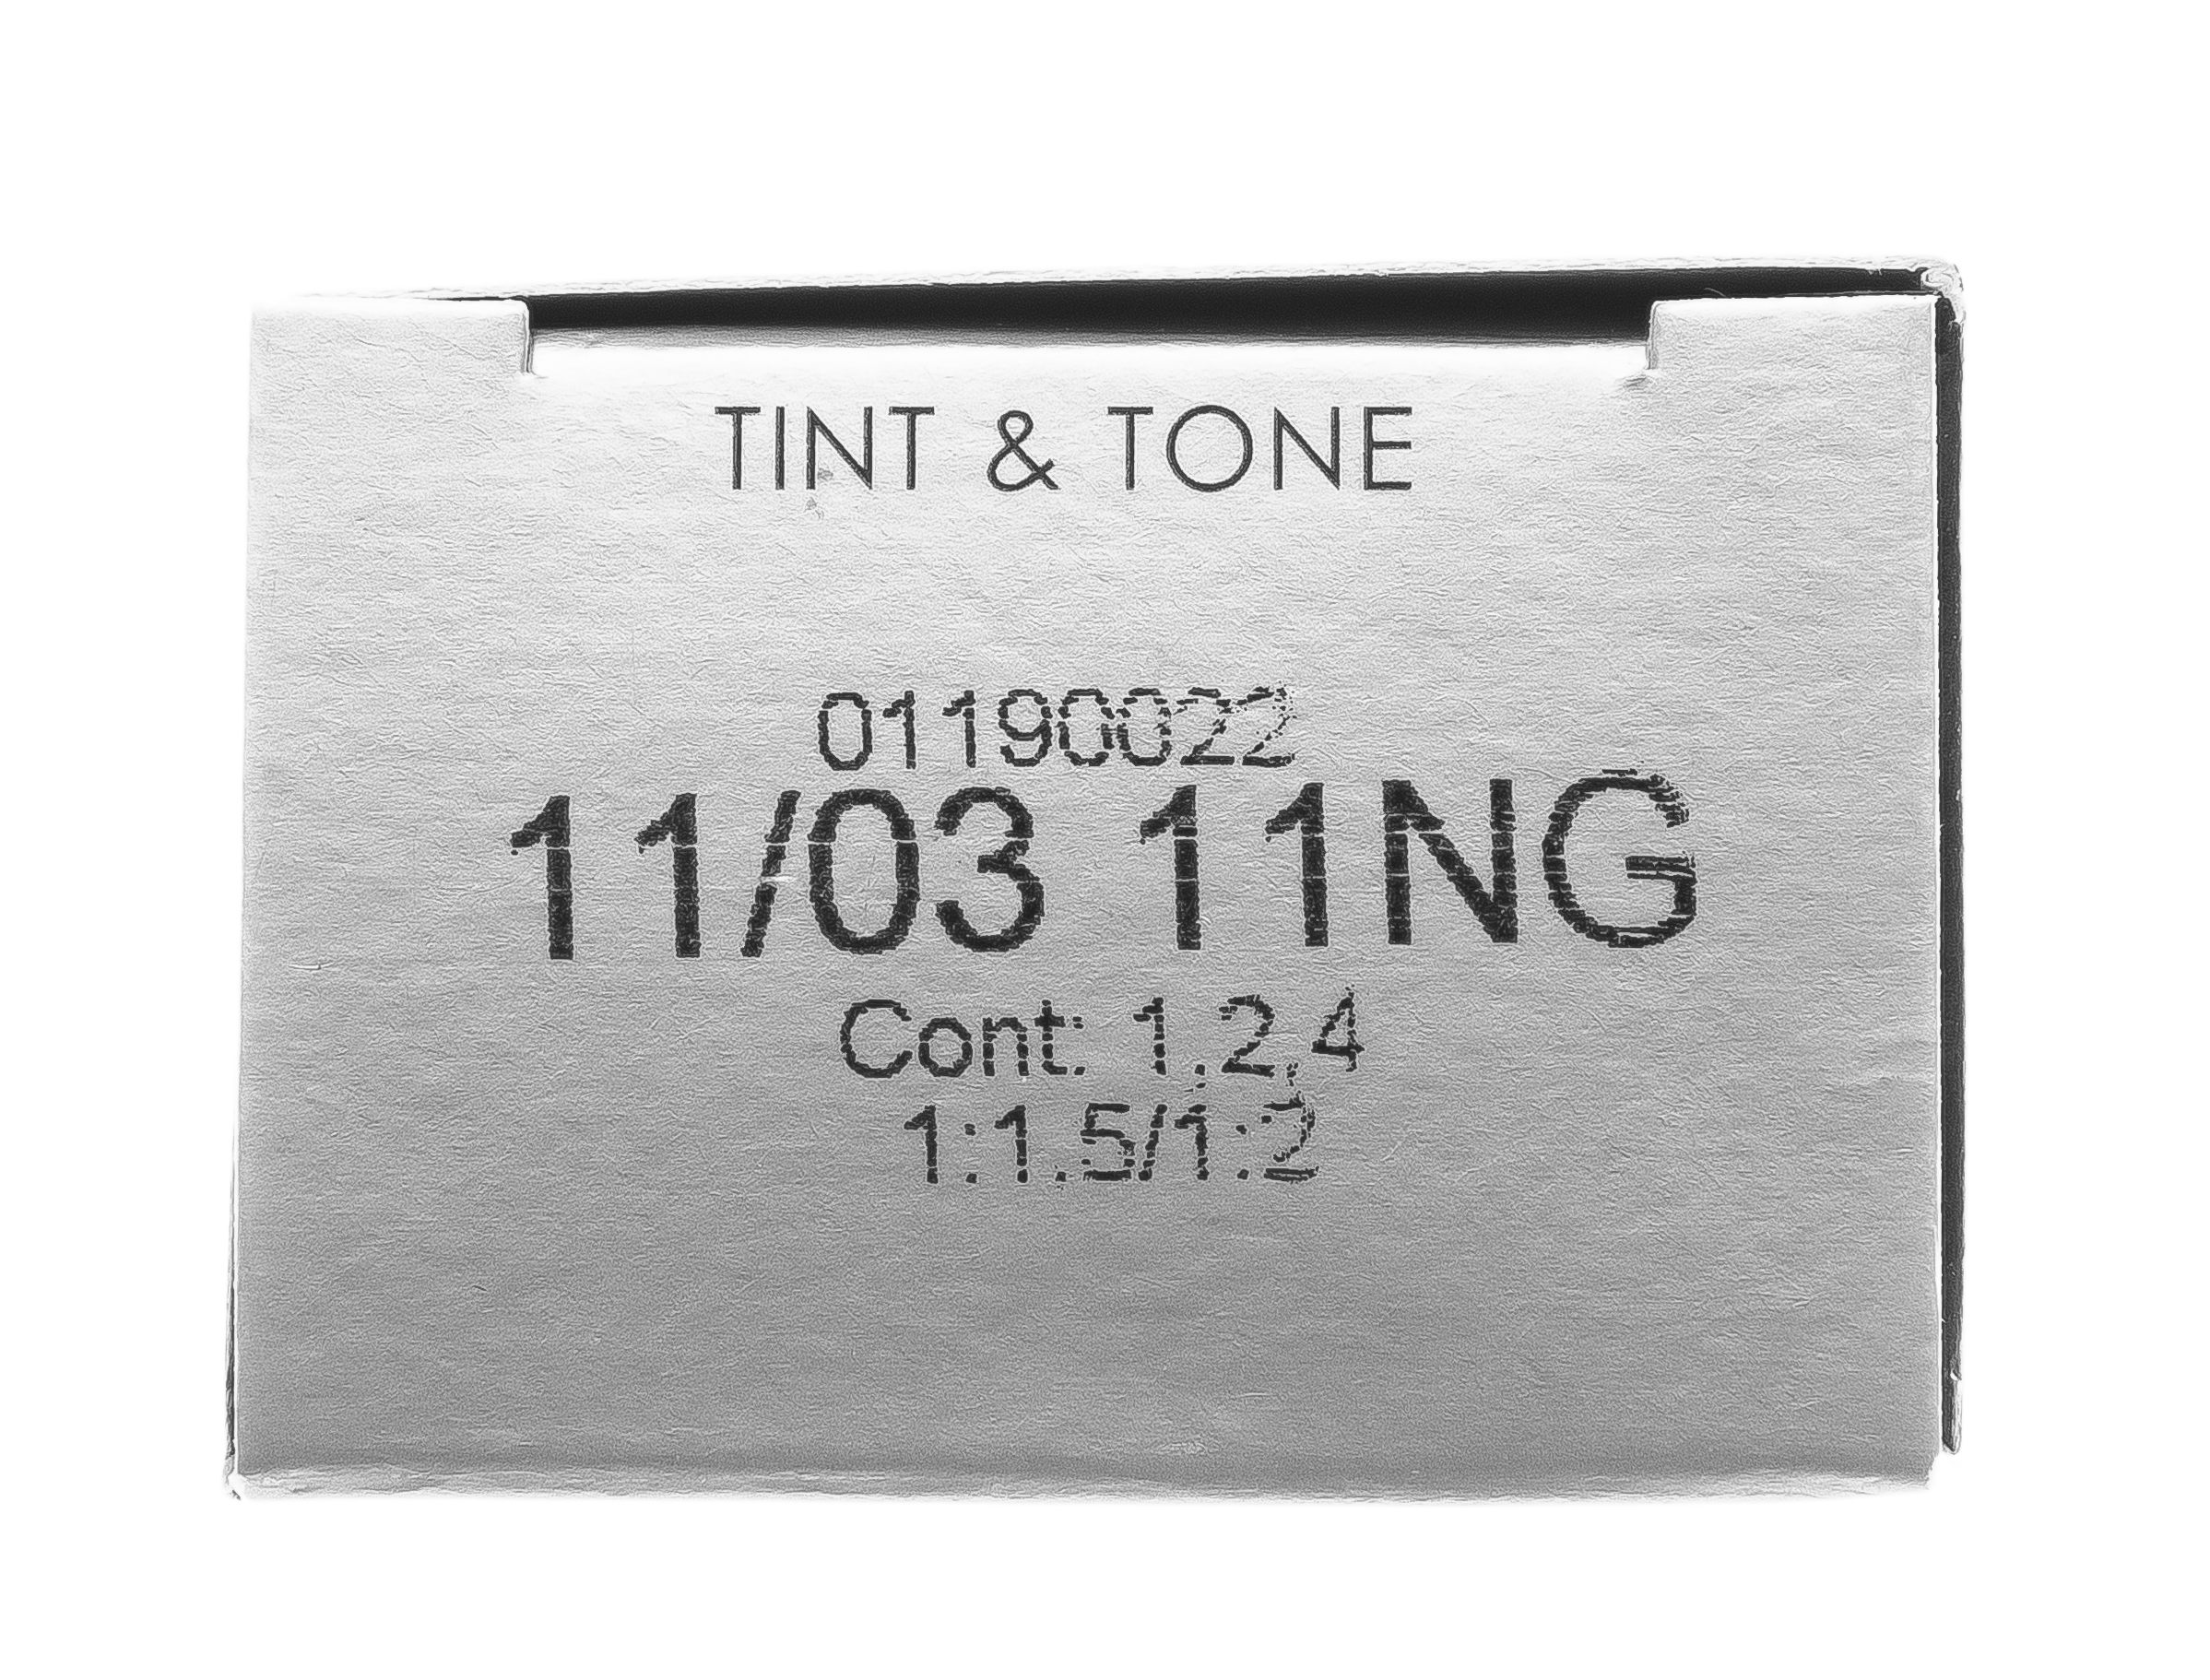 TINT & TONE
01190022
11/03 11NG
Cont: 1,2,4
1:1.5/1:2